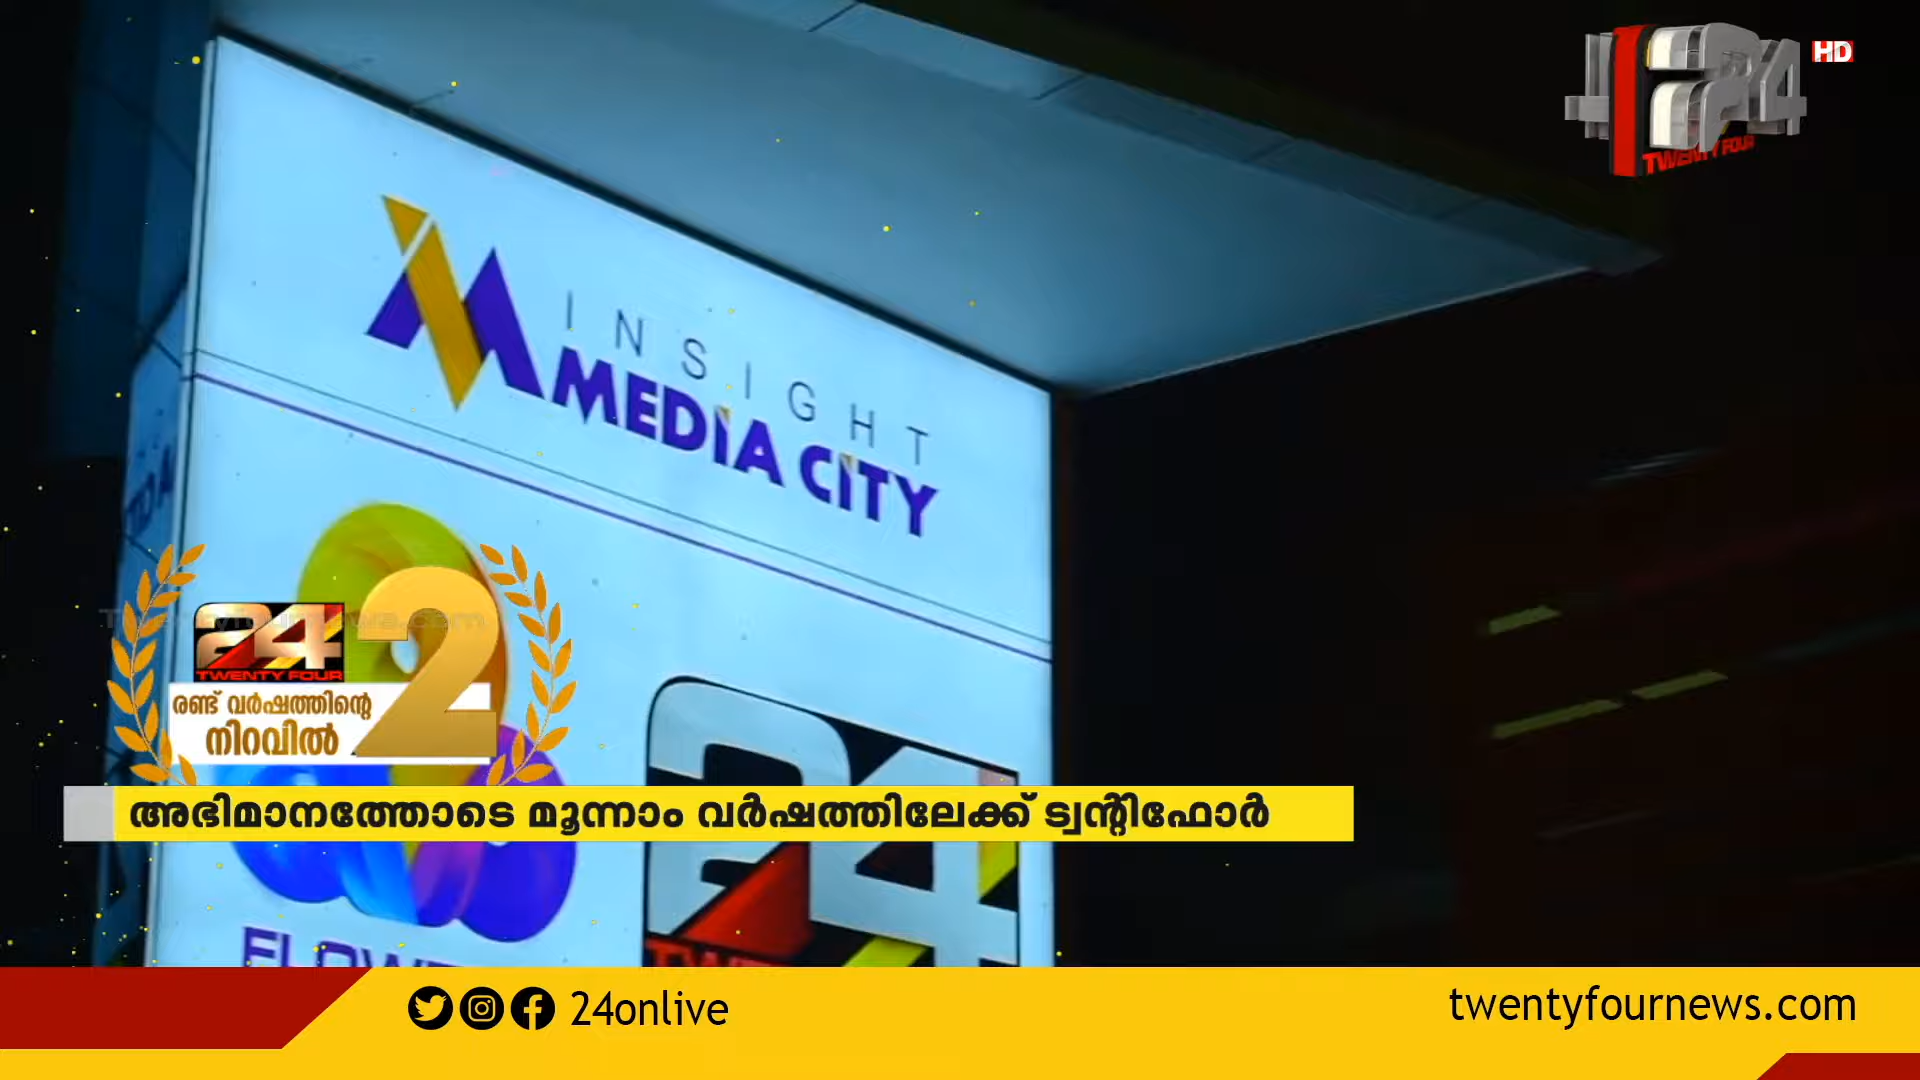 24
HD
TWENTY FOUR
INSIGHT
MEDIA CITY
24
TWENTY FOUR
2
രണ്ട് വർഷത്തിന്റെ
നിറവിൽ
അഭിമാനത്തോടെ മൂന്നാം വർഷത്തിലേക്ക് ട്വന്റിഫോർ
24
24onlive
twentyfournews.com